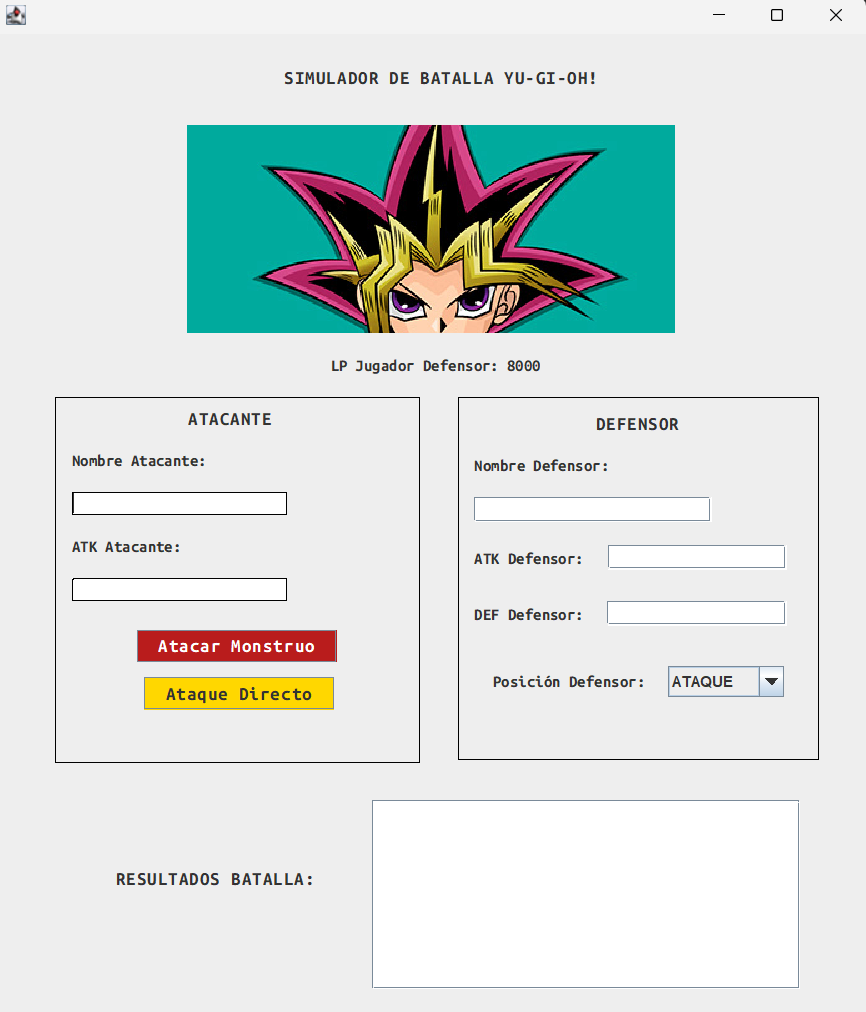 SIMULADOR DE BATALLA YU-GI-OH!
LP Jugador Defensor: 8000
ATACANTE
Nombre Atacante:
ATK Atacante:
Atacar Monstruo
Ataque Directo
DEFENSOR
Nombre Defensor:
ATK Defensor:
DEF Defensor:
Posición Defensor: ATAQUE
RESULTADOS BATALLA: